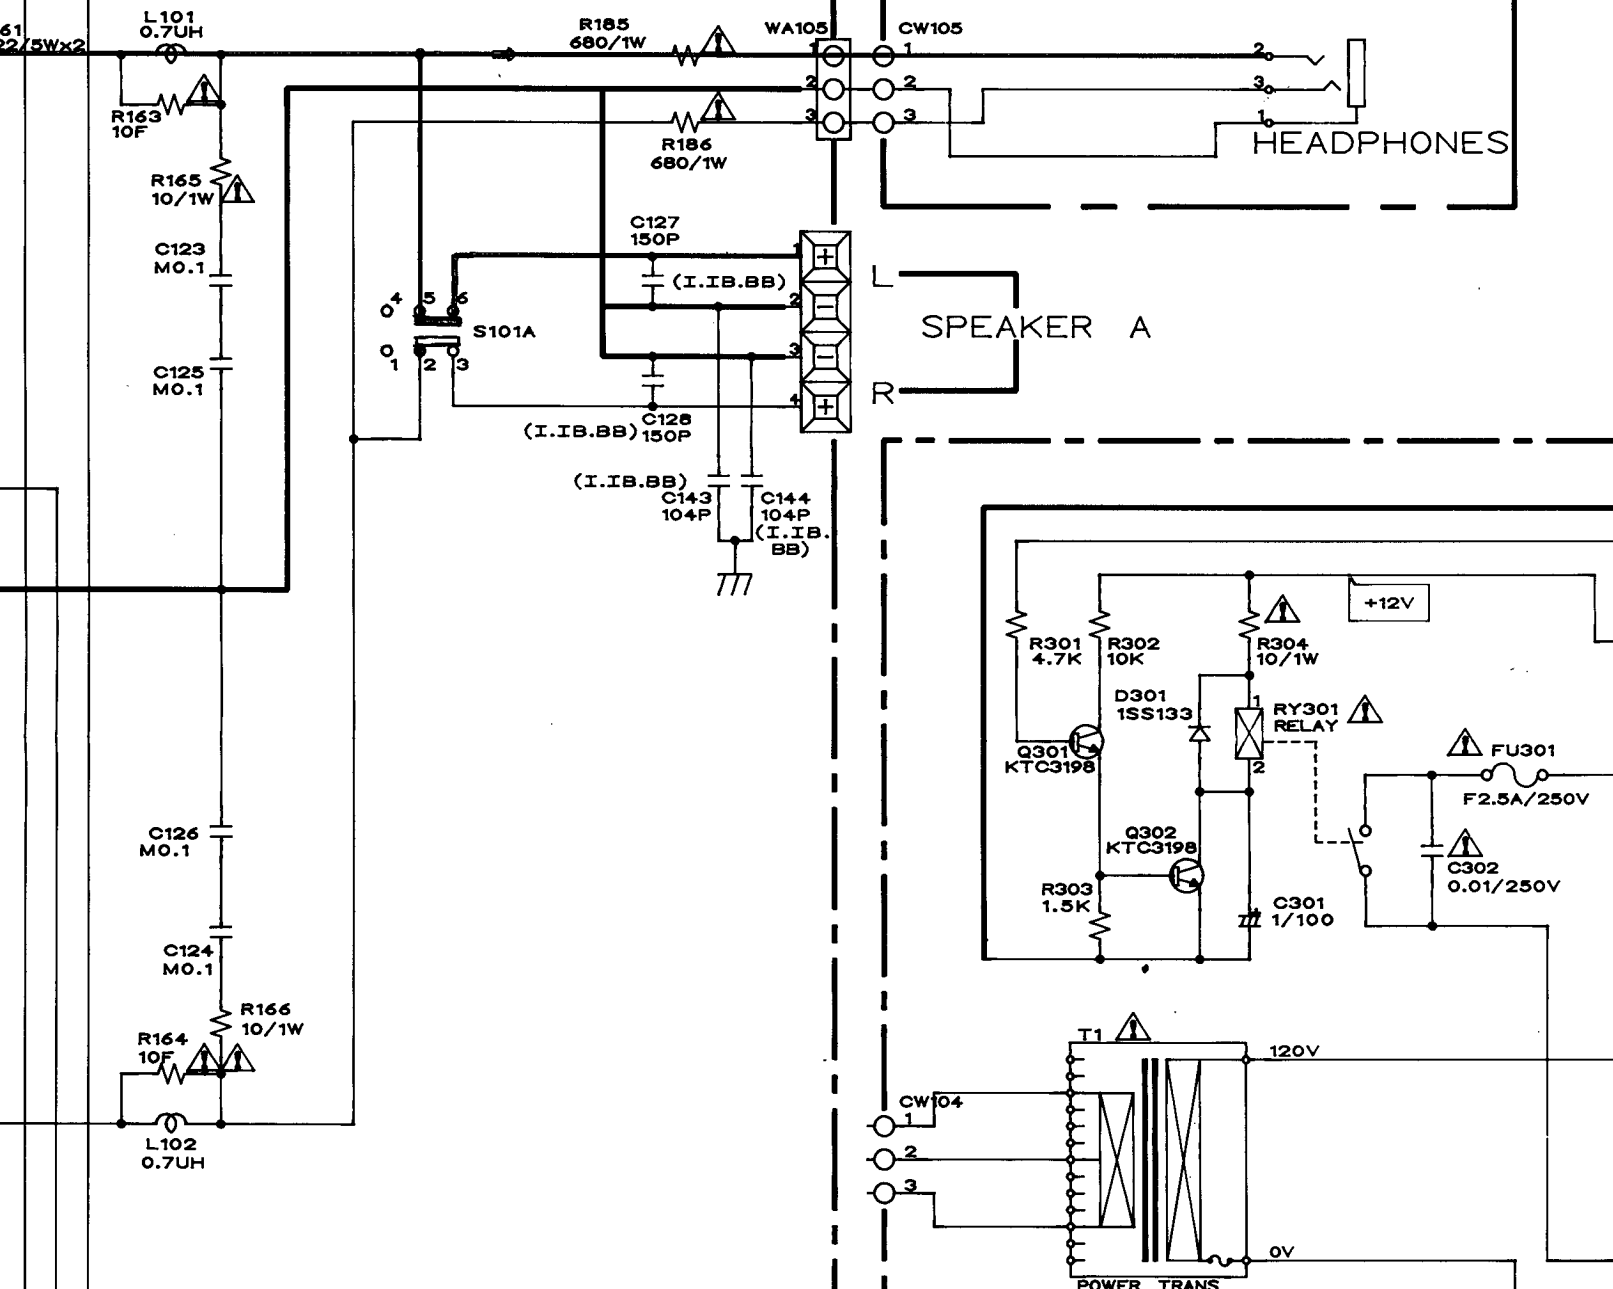 61
22/5Wx2
L101
0.7UH
R163
10F
R165
10/1W
C123
M0.1
C125
M0.1
R185
680/1W
R186
680/1W
WA105
1
2
3
CW105
1
2
3
2
3
1
HEADPHONES
C127
150P
(I.IB.BB)
1
2
3
4
+
−
−
+
L
SPEAKER A
R
4
5
6
S101A
1
2
3
C128
150P
(I.IB.BB)
(I.IB.BB)
C143
104P
C144
104P
(I.IB.
BB)
+12V
R301
4.7K
R302
10K
R304
10/1W
D301
1SS133
1
RY301
RELAY
2
Q301
KTC3198
FU301
F2.5A/250V
Q302
KTC3198
C302
0.01/250V
R303
1.5K
C301
1/100
C126
M0.1
C124
M0.1
R166
10/1W
R164
10F
L102
0.7UH
T1
120V
CW104
1
2
3
0V
POWER TRANS